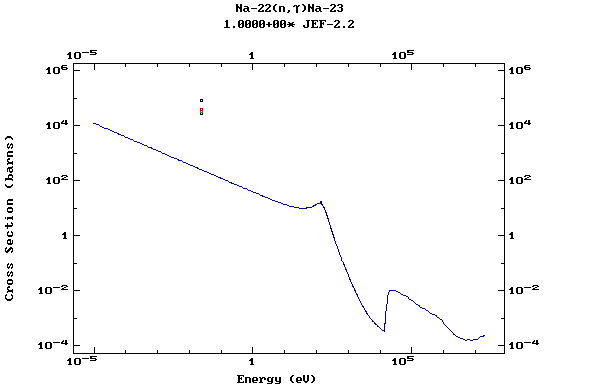 Na-22(n,γ)Na-23
1.0000+00* JEF-2.2
10⁻⁵ 1 10⁵
10⁶ 10⁶
10⁴ 10⁴
10² 10²
1 1
10⁻² 10⁻²
10⁻⁴ 10⁻⁴
10⁻⁵ 1 10⁵
Cross Section (barns)
Energy (eV)